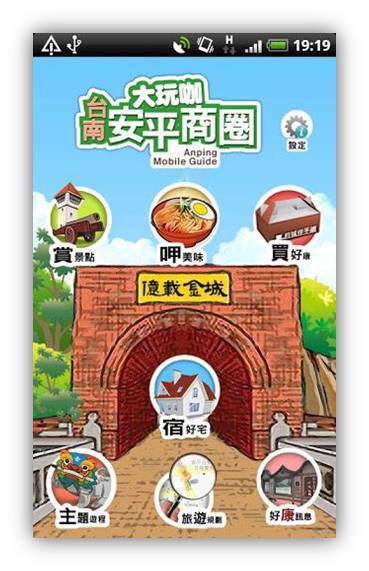 H
19:19
大玩咖
台南
安平商圈
Anping
Mobile Guide
設定
賞景點
呷美味
買好康
億載金城
宿好宅
主題遊程
旅遊規劃
好康訊息